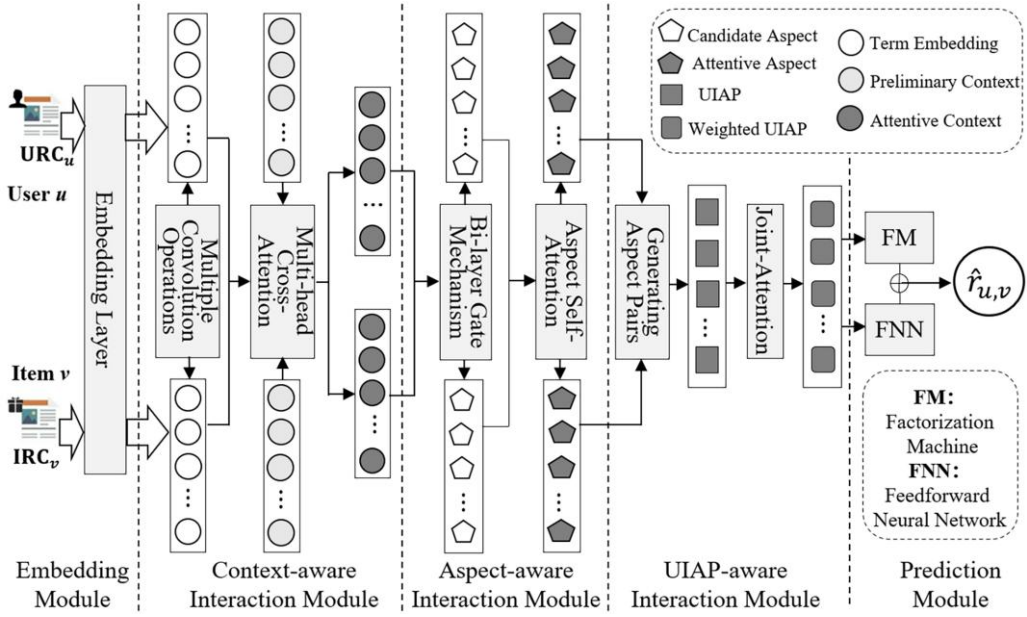 URCᵤ
User u
Item v
IRCᵥ
Embedding Layer
Multiple
Convolution
Operations
Multi-head
Cross-
Attention
Bi-layer Gate
Mechanism
Aspect Self-
Attention
Generating
Aspect Pairs
Joint-Attention
Candidate Aspect
Attentive Aspect
UIAP
Weighted UIAP
Term Embedding
Preliminary Context
Attentive Context
FM
FNN
r̂ᵤ,ᵥ
FM:
Factorization
Machine
FNN:
Feedforward
Neural Network
Embedding
Module
Context-aware
Interaction Module
Aspect-aware
Interaction Module
UIAP-aware
Interaction Module
Prediction
Module